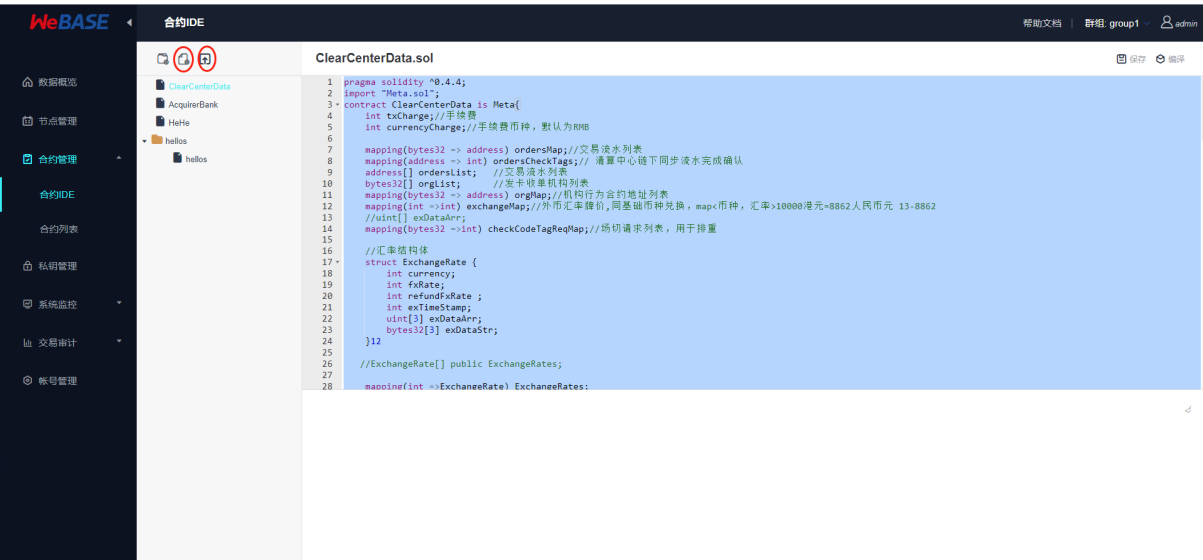 WeBASE
合约IDE
帮助文档
群组: group1
admin
数据概览
节点管理
合约管理
合约IDE
合约列表
私钥管理
系统监控
交易审计
帐号管理
ClearCenterData
AcquirerBank
HeHe
hellos
hellos
ClearCenterData.sol
保存
编译
1 pragma solidity ^0.4.4;
2 import "Meta.sol";
3 contract ClearCenterData is Meta{
4 int txCharge;//手续费
5 int currencyCharge;//手续费币种，默认为RMB
6
7 mapping(bytes32 => address) ordersMap;//交易流水列表
8 mapping(address => int) ordersCheckTags;// 清算中心链下同步流水完成确认
9 address[] ordersList; //交易流水列表
10 bytes32[] orgList; //发卡收单机构列表
11 mapping(bytes32 => address) orgMap;//机构行为合约地址列表
12 mapping(int =>int) exchangeMap;//外币汇率牌价,同基础币种兑换，map<币种，汇率>10000港元=8862人民币元 13-8862
13 //uint[] exDataArr;
14 mapping(bytes32 =>int) checkCodeTagReqMap;//场切请求列表，用于排重
15
16 //汇率结构体
17 struct ExchangeRate {
18 int currency;
19 int fxRate;
20 int refundFxRate ;
21 int exTimeStamp;
22 uint[3] exDataArr;
23 bytes32[3] exDataStr;
24 }12
25
26 //ExchangeRate[] public ExchangeRates;
27
28 mapping(int =>ExchangeRate) ExchangeRates;